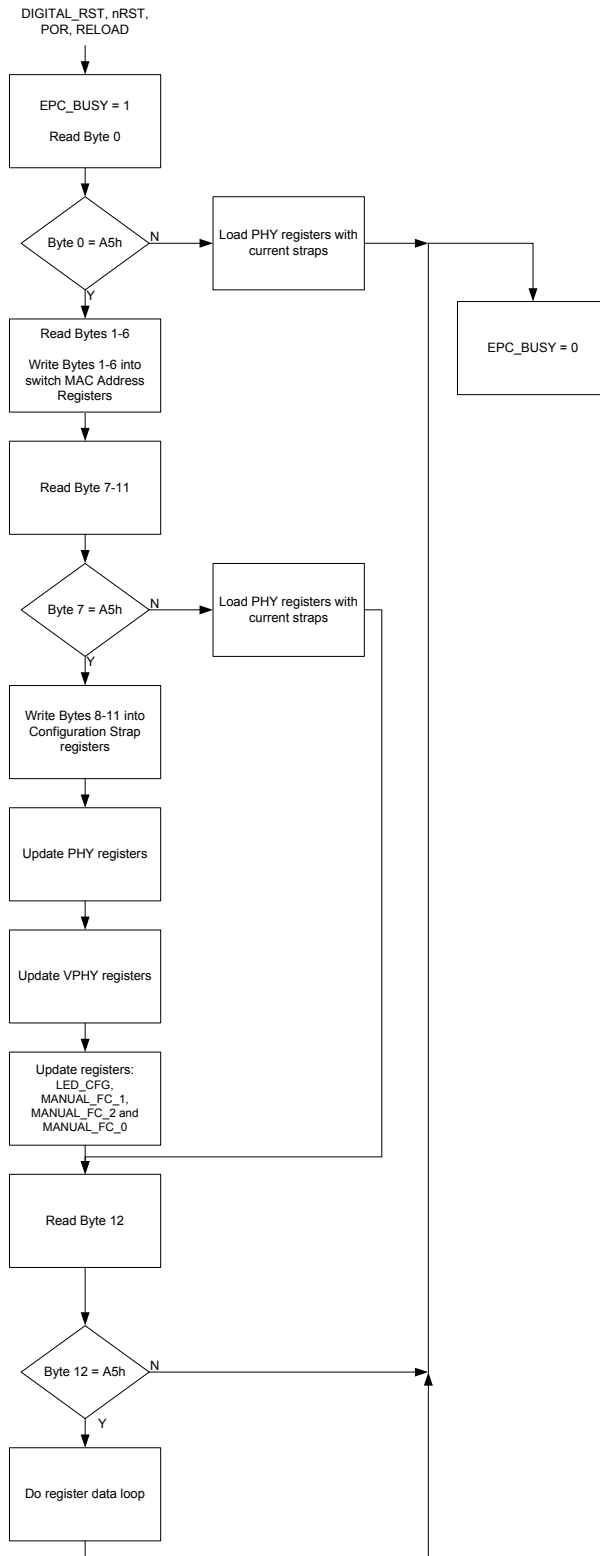 DIGITAL_RST, nRST,
POR, RELOAD
EPC_BUSY = 1
Read Byte 0
Byte 0 = A5h
N
Load PHY registers with
current straps
Y
EPC_BUSY = 0
Read Bytes 1-6
Write Bytes 1-6 into
switch MAC Address
Registers
Read Byte 7-11
Byte 7 = A5h
N
Load PHY registers with
current straps
Y
Write Bytes 8-11 into
Configuration Strap
registers
Update PHY registers
Update VPHY registers
Update registers:
LED_CFG,
MANUAL_FC_1,
MANUAL_FC_2 and
MANUAL_FC_0
Read Byte 12
Byte 12 = A5h
N
Y
Do register data loop